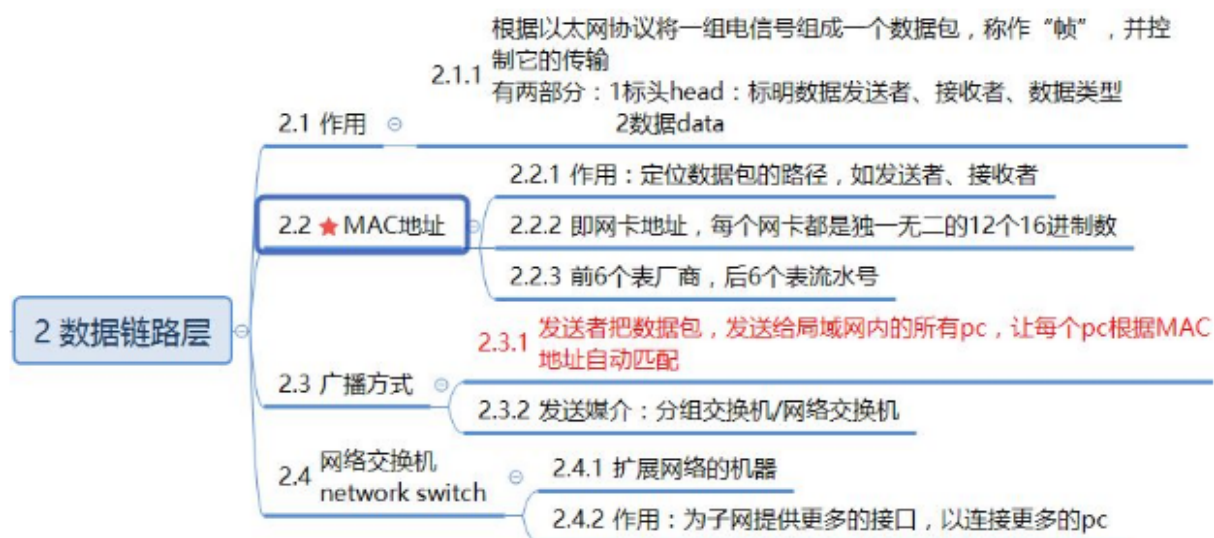 2 数据链路层
2.1 作用
2.1.1 根据以太网协议将一组电信号组成一个数据包，称作“帧”，并控
制它的传输
有两部分：1标头head：标明数据发送者、接收者、数据类型
2数据data
2.2 MAC地址
2.2.1 作用：定位数据包的路径，如发送者、接收者
2.2.2 即网卡地址，每个网卡都是独一无二的12个16进制数
2.2.3 前6个表厂商，后6个表流水号
2.3 广播方式
2.3.1 发送者把数据包，发送给局域网内的所有pc，让每个pc根据MAC
地址自动匹配
2.3.2 发送媒介：分组交换机/网络交换机
2.4 网络交换机
network switch
2.4.1 扩展网络的机器
2.4.2 作用：为子网提供更多的接口，以连接更多的pc